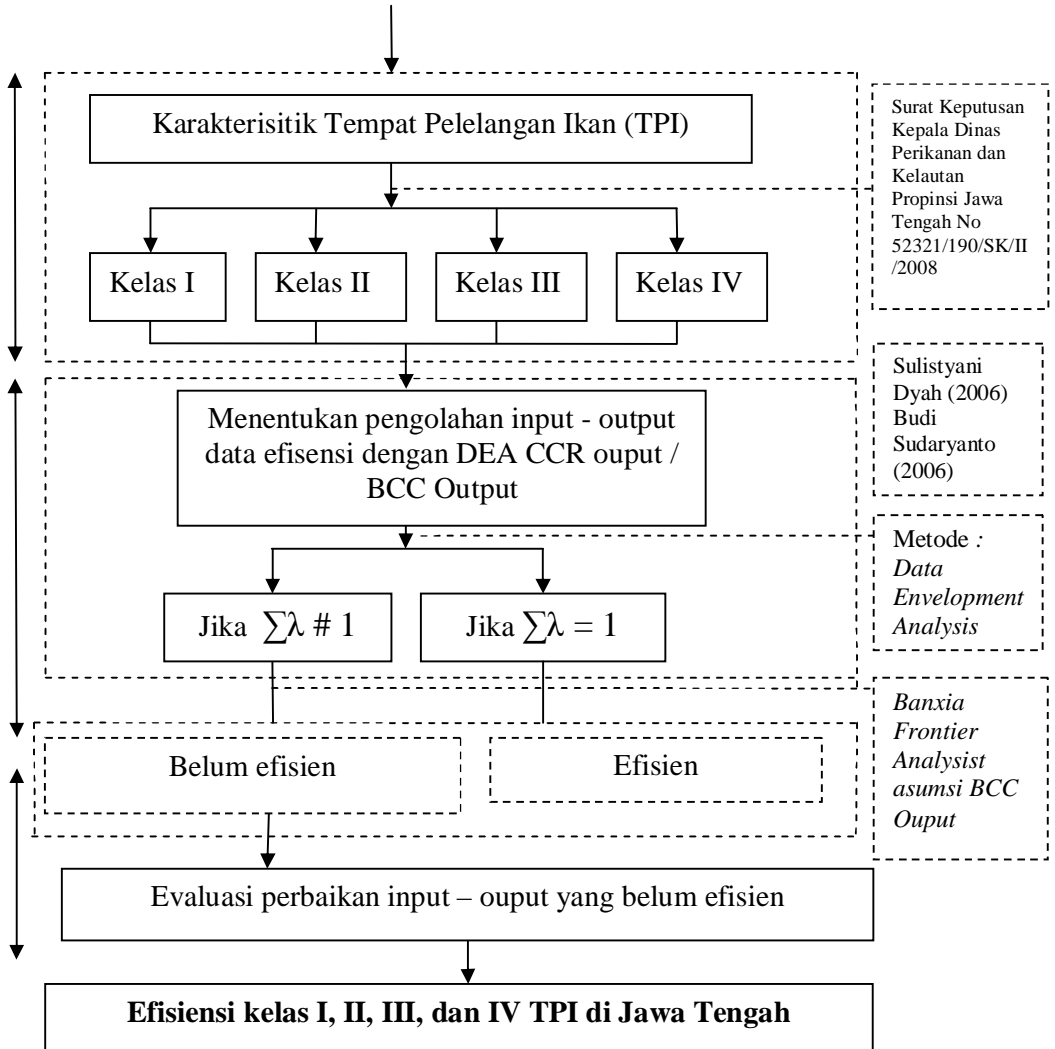 Karakterisitik Tempat Pelelangan Ikan (TPI)
Surat Keputusan
Kepala Dinas
Perikanan dan
Kelautan
Propinsi Jawa
Tengah No
52321/190/SK/II
/2008
Kelas I
Kelas II
Kelas III
Kelas IV
Menentukan pengolahan input - output
data efisensi dengan DEA CCR ouput /
BCC Output
Sulistyani
Dyah (2006)
Budi
Sudaryanto
(2006)
Metode :
Data
Envelopment
Analysis
Jika ∑λ # 1
Jika ∑λ = 1
Banxia
Frontier
Analysist
asumsi BCC
Ouput
Belum efisien
Efisien
Evaluasi perbaikan input – ouput yang belum efisien
Efisiensi kelas I, II, III, dan IV TPI di Jawa Tengah